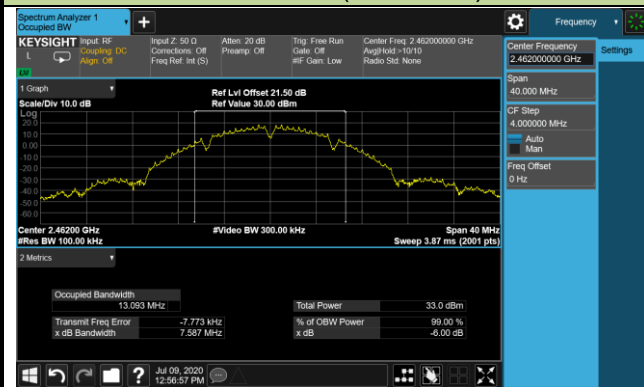 Spectrum Analyzer 1
Occupied BW
Frequency
KEYSIGHT
L
Input: RF
Coupling: DC
Align: Off
Input Z: 50 Ω
Corrections: Off
Freq Ref: Int (S)
Atten: 20 dB
Preamp: Off
Trig: Free Run
Gate: Off
#IF Gain: Low
Center Freq: 2.462000000 GHz
Avg|Hold:>10/10
Radio Std: None
Center Frequency
2.462000000 GHz
Settings
Span
40.000 MHz
CF Step
4.000000 MHz
Auto
Man
Freq Offset
0 Hz
1 Graph
Scale/Div 10.0 dB
Ref Lvl Offset 21.50 dB
Ref Value 30.00 dBm
Log
20.0
10.0
0.00
-10.0
-20.0
-30.0
-40.0
-50.0
-60.0
Center 2.46200 GHz
#Res BW 100.00 kHz
#Video BW 300.00 kHz
Span 40 MHz
Sweep 3.87 ms (2001 pts)
2 Metrics
Occupied Bandwidth
13.093 MHz
Total Power 33.0 dBm
Transmit Freq Error -7.773 kHz
% of OBW Power 99.00 %
x dB Bandwidth 7.587 MHz
x dB -6.00 dB
Jul 09, 2020
12:56:57 PM